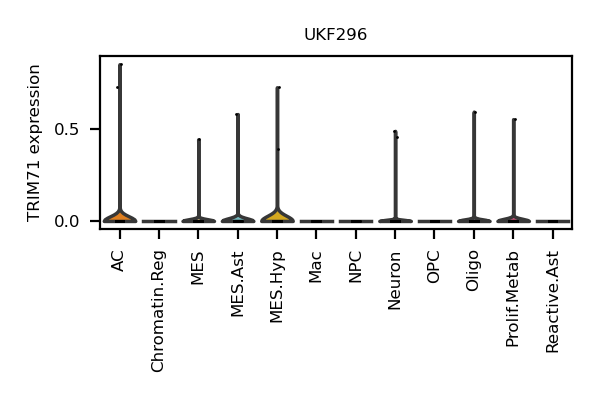 UKF296
TRIM71 expression
0.5
0.0
AC
Chromatin.Reg
MES
MES.Ast
MES.Hyp
Mac
NPC
Neuron
OPC
Oligo
Prolif.Metab
Reactive.Ast